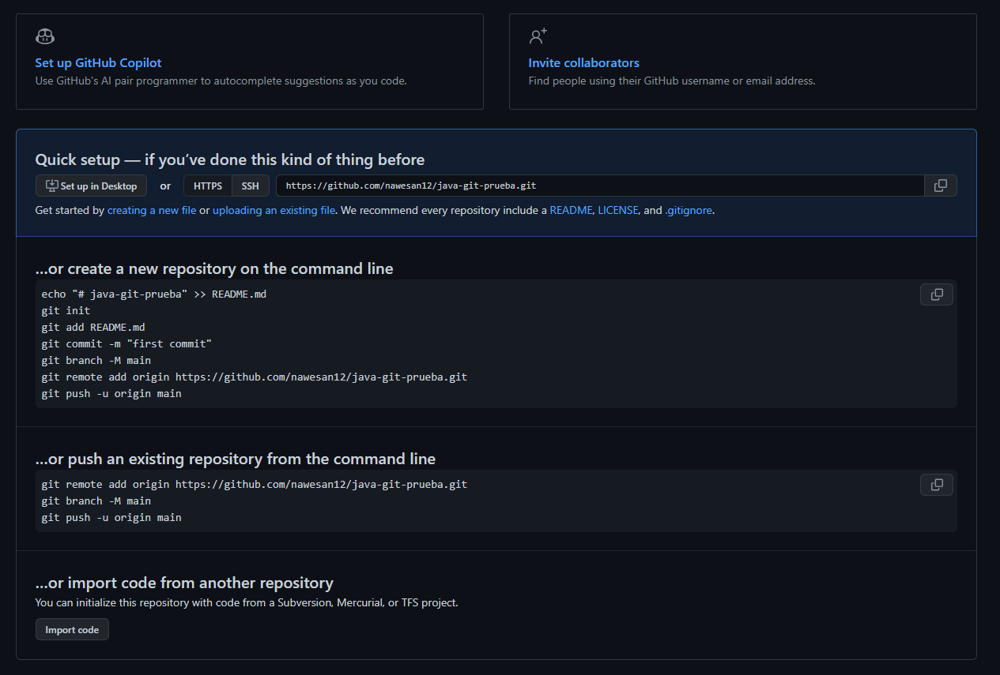 Set up GitHub Copilot
Use GitHub's AI pair programmer to autocomplete suggestions as you code.
Invite collaborators
Find people using their GitHub username or email address.
Quick setup — if you’ve done this kind of thing before
Set up in Desktop or HTTPS SSH https://github.com/nawesan12/java-git-prueba.git
Get started by creating a new file or uploading an existing file. We recommend every repository include a README, LICENSE, and .gitignore.
…or create a new repository on the command line
echo "# java-git-prueba" >> README.md
git init
git add README.md
git commit -m "first commit"
git branch -M main
git remote add origin https://github.com/nawesan12/java-git-prueba.git
git push -u origin main
…or push an existing repository from the command line
git remote add origin https://github.com/nawesan12/java-git-prueba.git
git branch -M main
git push -u origin main
…or import code from another repository
You can initialize this repository with code from a Subversion, Mercurial, or TFS project.
Import code